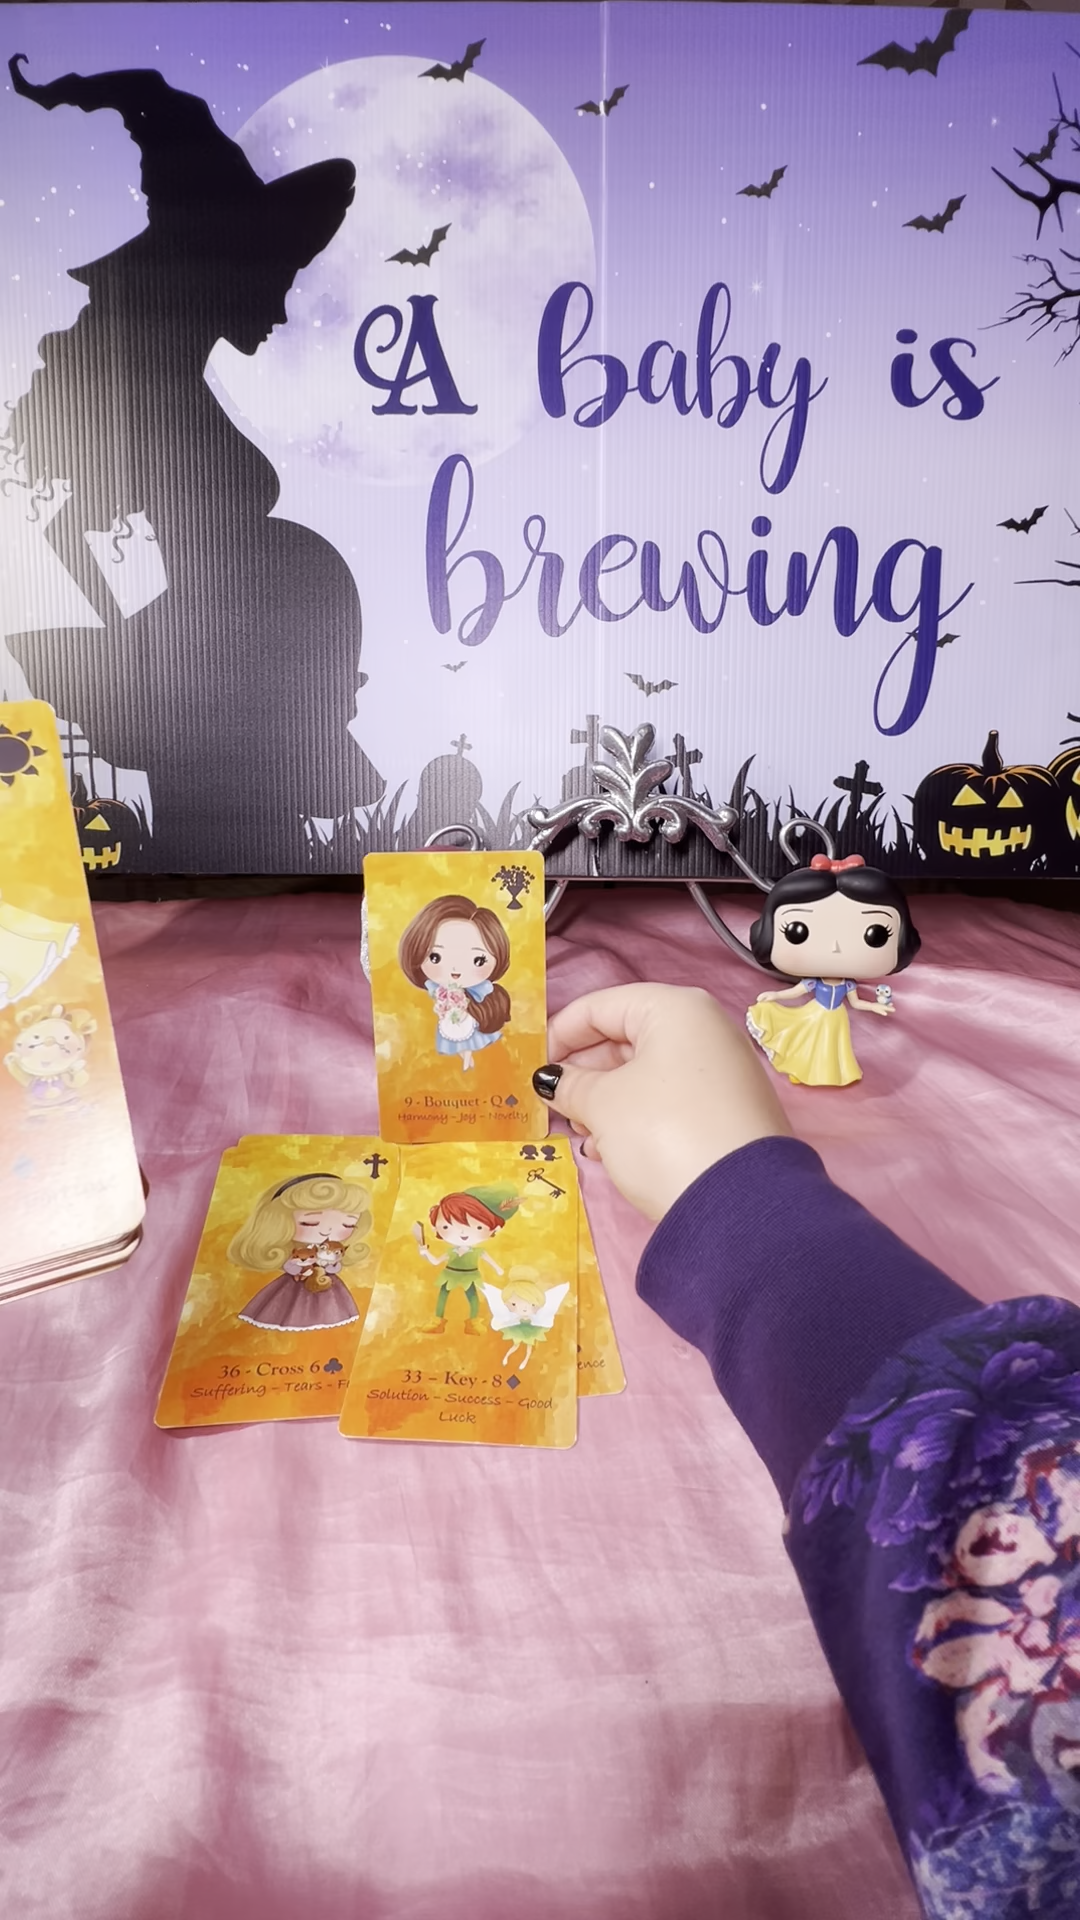 A baby is
brewing
9 - Bouquet - Q♠
Harmony - Joy - Novelty
36 - Cross 6♣
Suffering - Tears -
33 - Key - 8♦
Solution - Success - Good
Luck